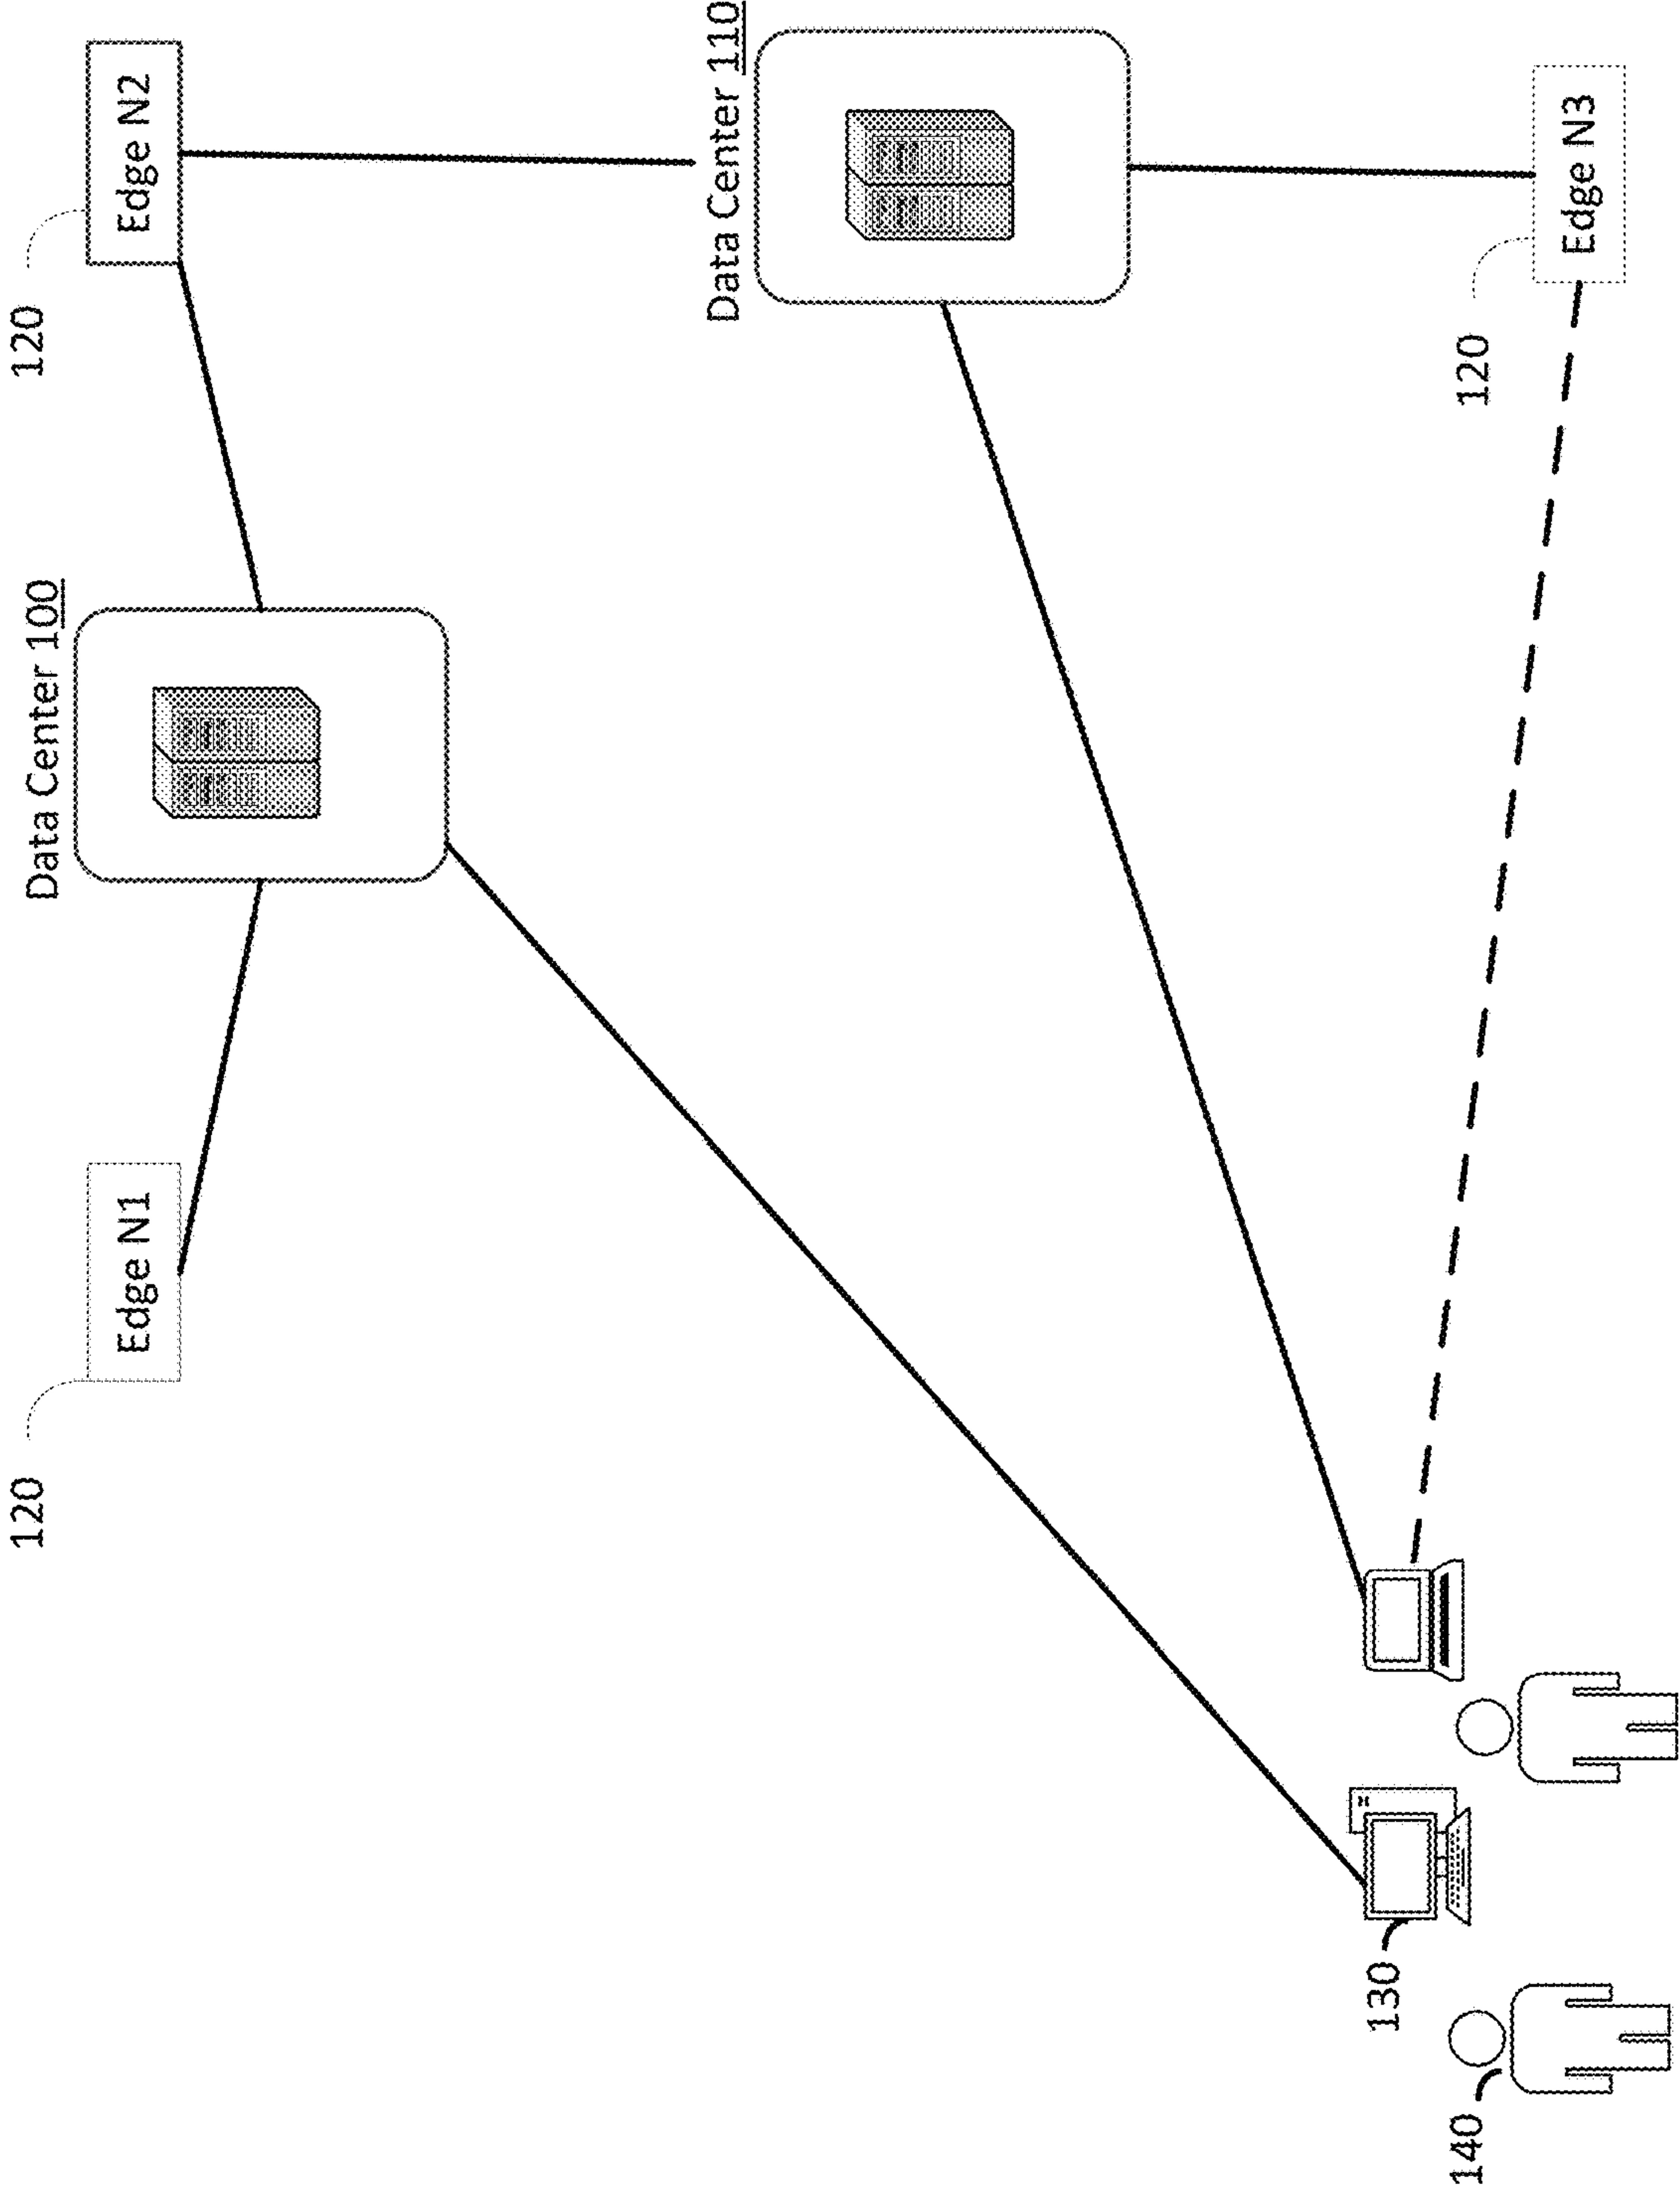 120
Data Center 100
120
Edge N1
Edge N2
Data Center 110
130
140
120
Edge N3